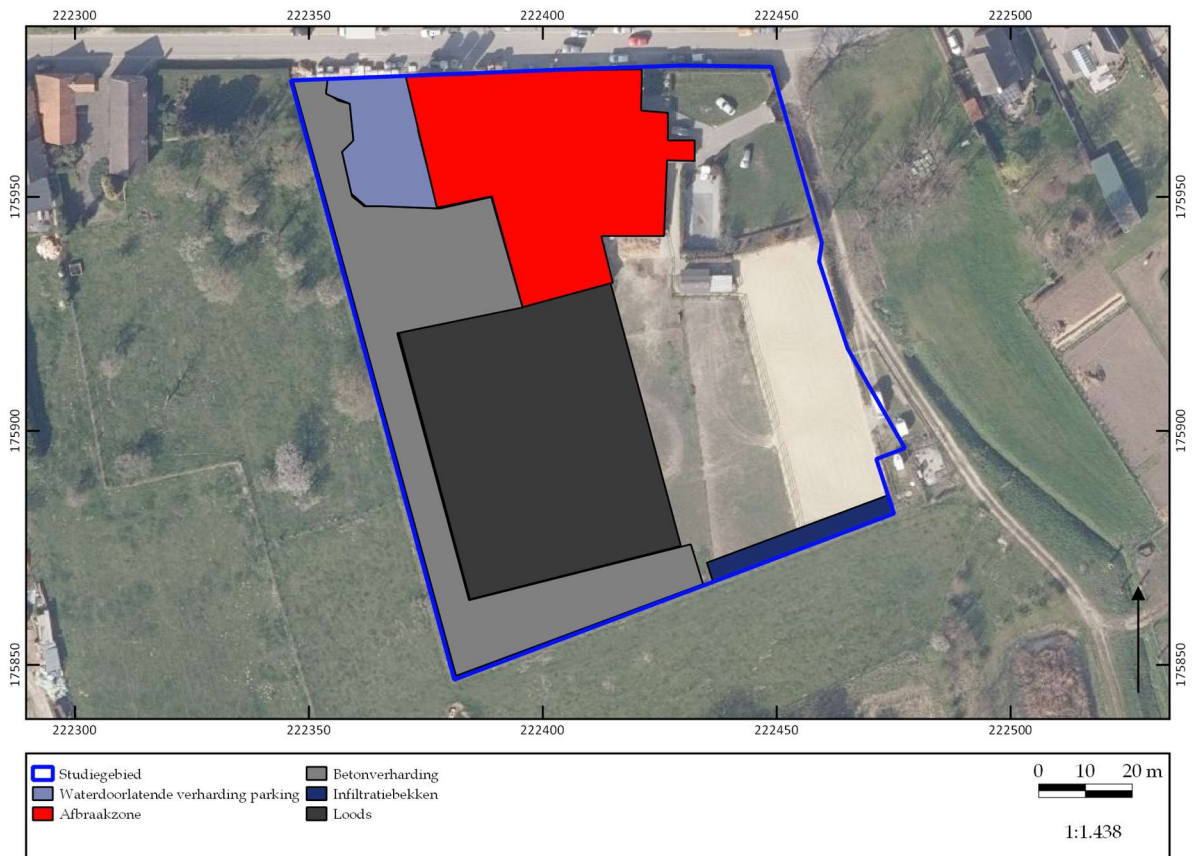 222300 222350 222400 222450 222500
175950 175950
175900 175900
175850 175850
222300 222350 222400 222450 222500
Studiegebied
Waterdoorlatende verharding parking
Afbraakzone
Betonverharding
Infiltratiebekken
Loods
0 10 20 m
1:1.438